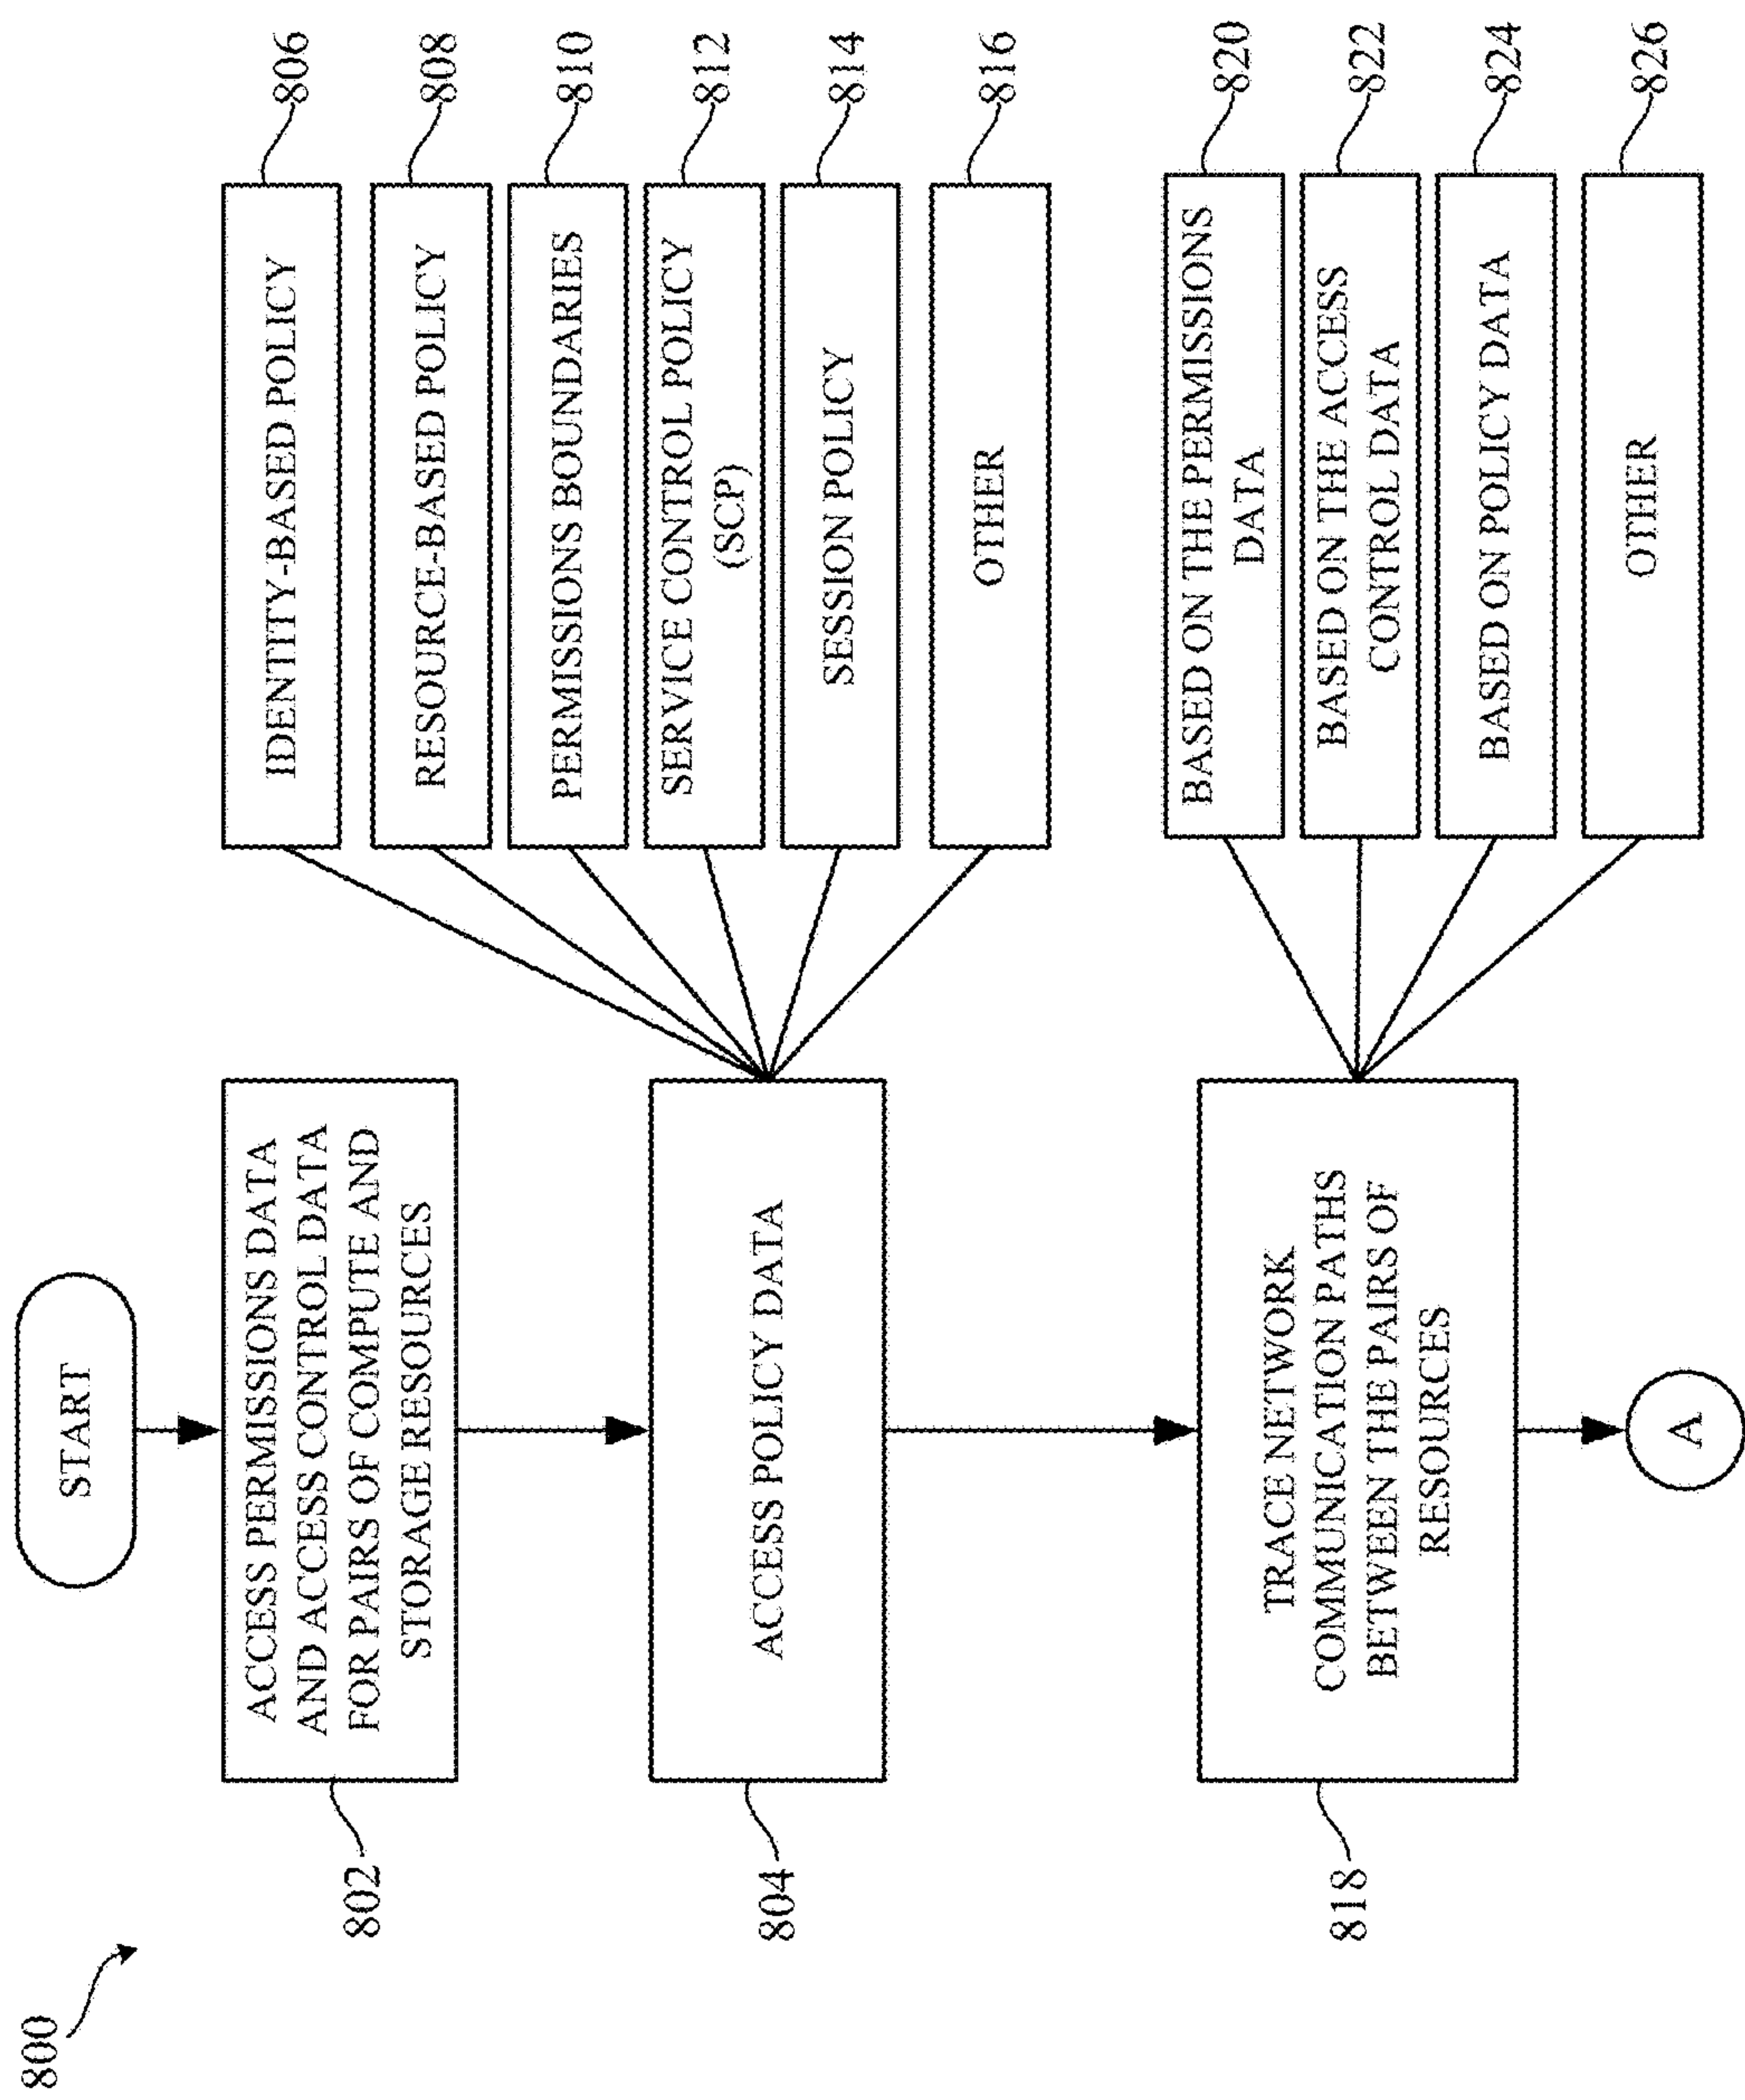 800
START
802
ACCESS PERMISSIONS DATA
AND ACCESS CONTROL DATA
FOR PAIRS OF COMPUTE AND
STORAGE RESOURCES
804
ACCESS POLICY DATA
IDENTITY-BASED POLICY
806
RESOURCE-BASED POLICY
808
PERMISSIONS BOUNDARIES
810
SERVICE CONTROL POLICY
(SCP)
812
SESSION POLICY
814
OTHER
816
818
TRACE NETWORK
COMMUNICATION PATHS
BETWEEN THE PAIRS OF
RESOURCES
BASED ON THE PERMISSIONS
DATA
820
BASED ON THE ACCESS
CONTROL DATA
822
BASED ON POLICY DATA
824
OTHER
826
A